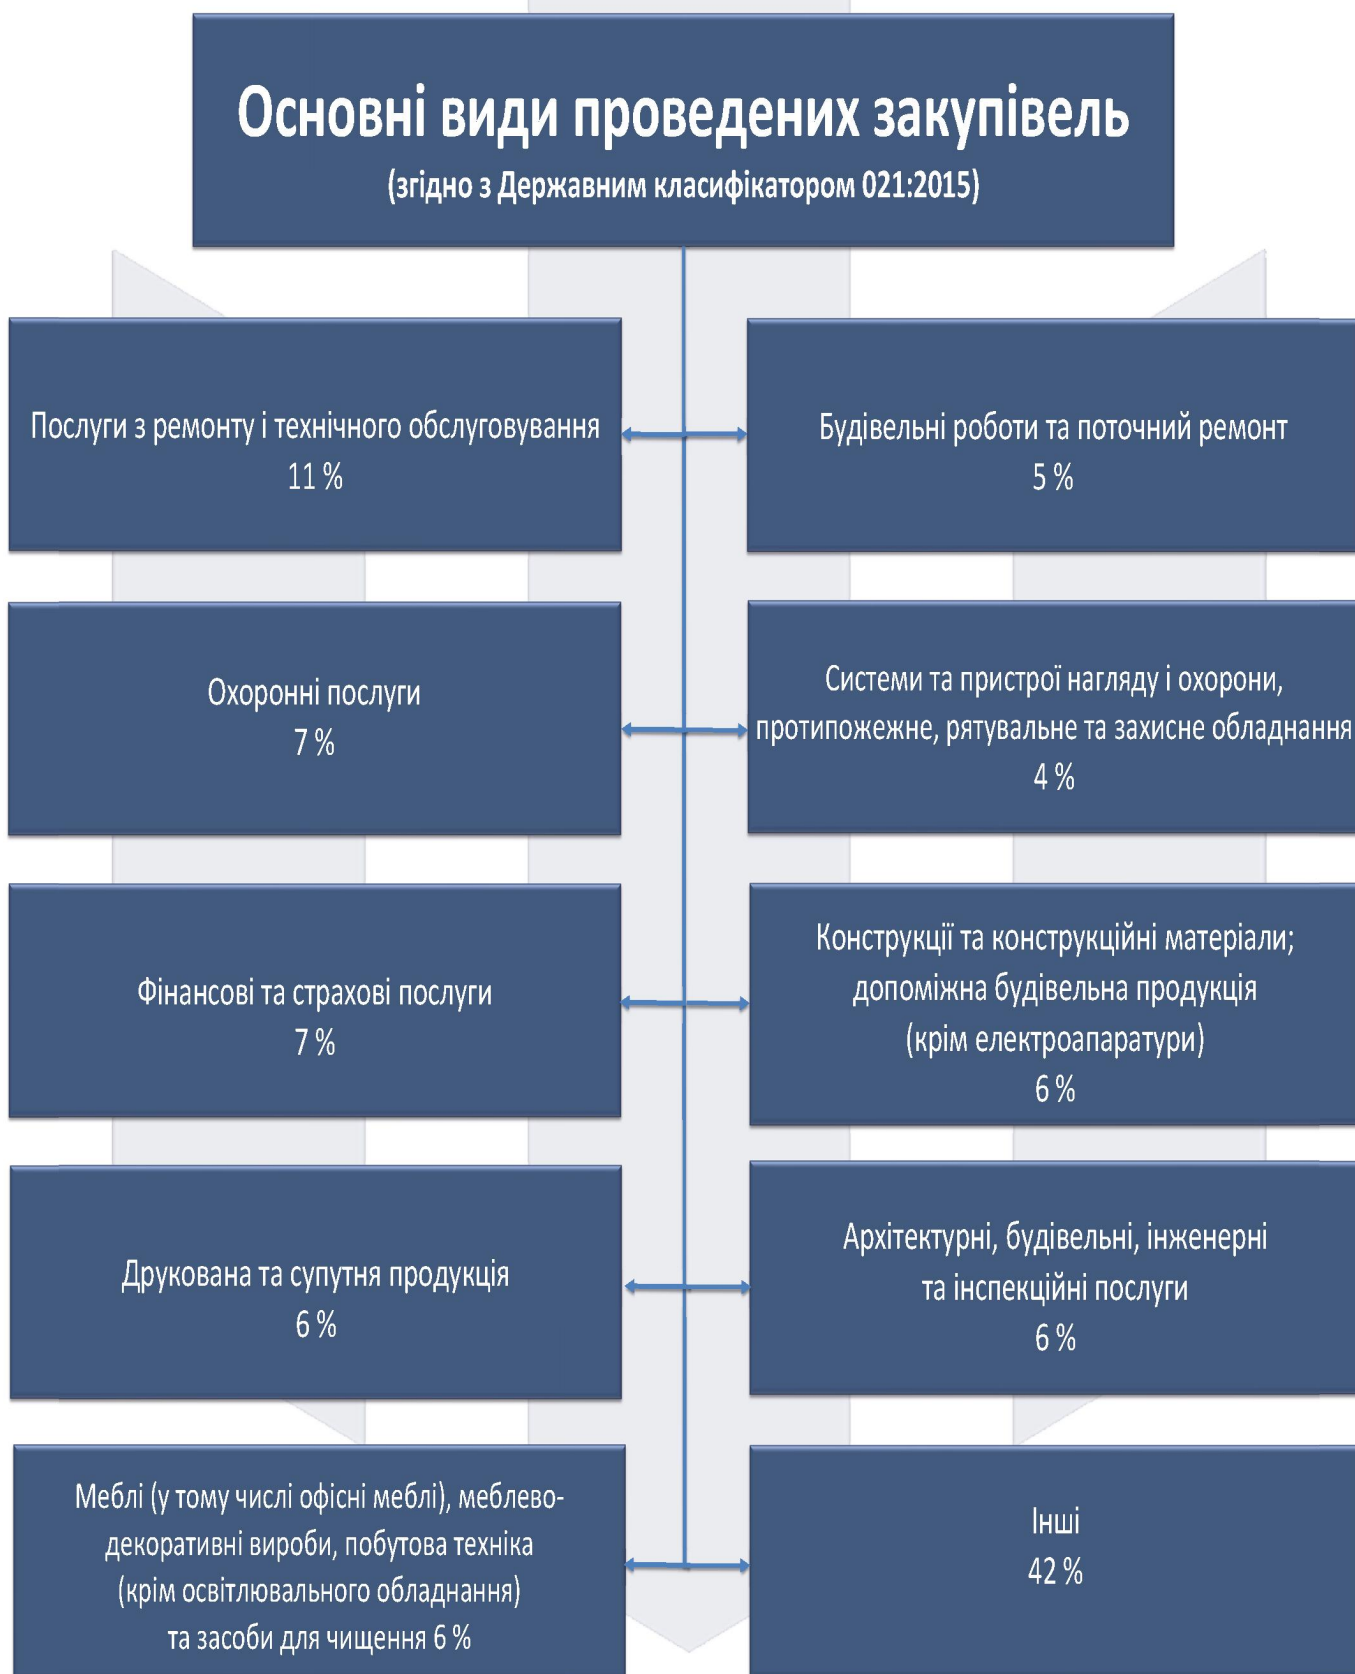 Основні види проведених закупівель
(згідно з Державним класифікатором 021:2015)
Послуги з ремонту і технічного обслуговування
11 %
Будівельні роботи та поточний ремонт
5 %
Охоронні послуги
7 %
Системи та пристрої нагляду і охорони,
протипожежне, рятувальне та захисне обладнання
4 %
Фінансові та страхові послуги
7 %
Конструкції та конструкційні матеріали;
допоміжна будівельна продукція
(крім електроапаратури)
6 %
Друкована та супутня продукція
6 %
Архітектурні, будівельні, інженерні
та інспекційні послуги
6 %
Меблі (у тому числі офісні меблі), меблево-
декоративні вироби, побутова техніка
(крім освітлювального обладнання)
та засоби для чищення 6 %
Інші
42 %